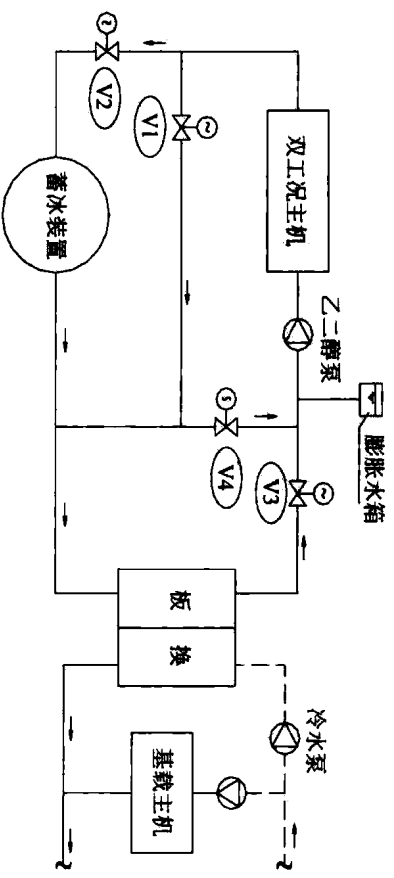 双工况主机
乙二醇泵
膨胀水箱
V1
V2
蓄冰装置
V3
V4
S
板
换
冷水泵
基载主机
~
~
~